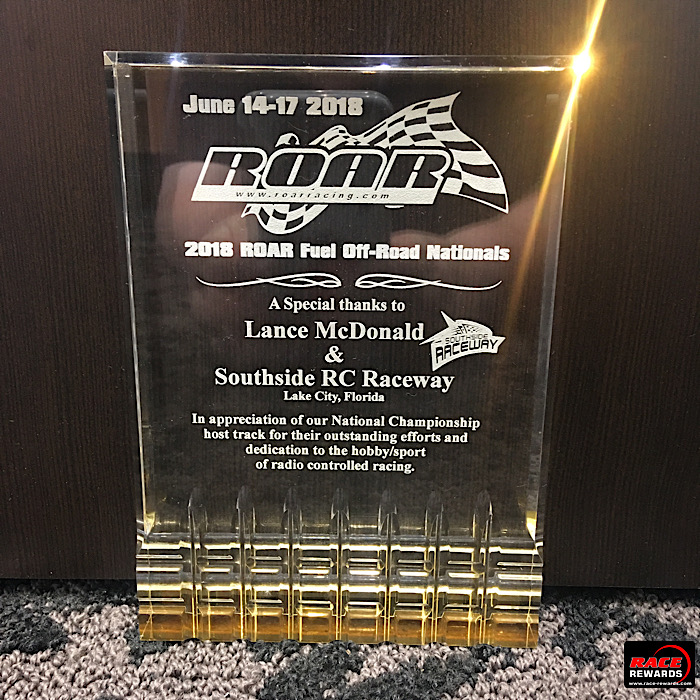 June 14-17 2018
ROAR
www.roarracing.com
2018 ROAR Fuel Off-Road Nationals
A Special thanks to
Lance McDonald
SOUTHSIDE
RACEWAY
&
Southside RC Raceway
Lake City, Florida
In appreciation of our National Championship
host track for their outstanding efforts and
dedication to the hobby/sport
of radio controlled racing.
RACE
REWARDS
www.race-rewards.com